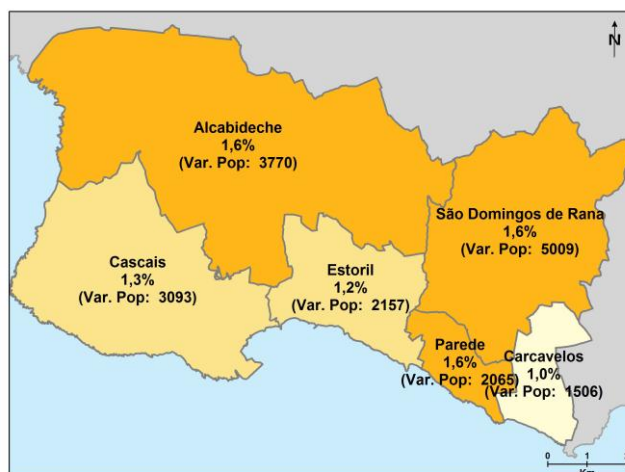 N
Alcabideche
1,6%
(Var. Pop: 3770)
São Domingos de Rana
1,6%
(Var. Pop: 5009)
Cascais
1,3%
(Var. Pop: 3093)
Estoril
1,2%
(Var. Pop: 2157)
Parede
1,6%
(Var. Pop: 2065)
Carcavelos
1,0%
(Var. Pop: 1506)
0 1